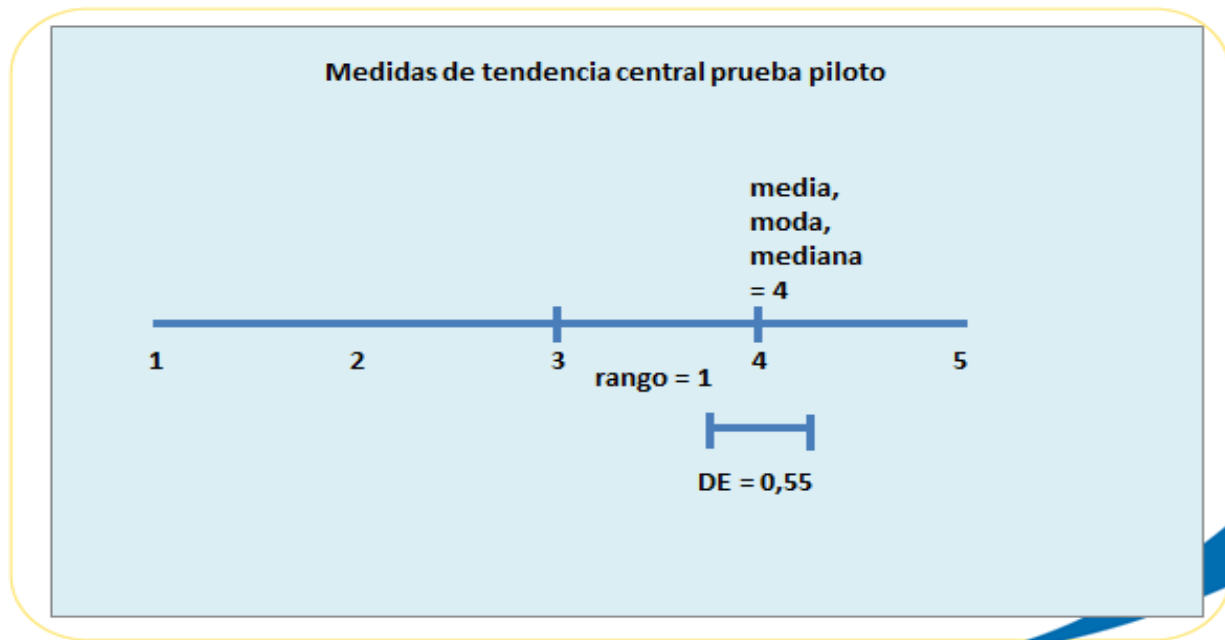 Medidas de tendencia central prueba piloto
media,
moda,
mediana
= 4
1 2 3 4 5
rango = 1
DE = 0,55